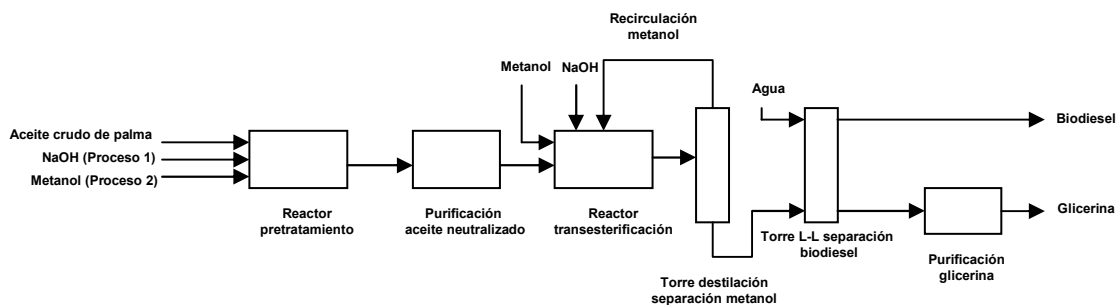 Recirculación
metanol
Metanol
NaOH
Agua
Aceite crudo de palma
NaOH (Proceso 1)
Metanol (Proceso 2)
Biodiesel
Glicerina
Reactor
pretratamiento
Purificación
aceite neutralizado
Reactor
transesterificación
Torre L-L separación
biodiesel
Purificación
glicerina
Torre destilación
separación metanol